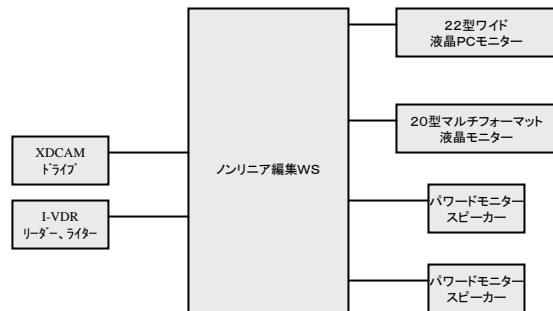 22型ワイド
液晶PCモニター
20型マルチフォーマット
液晶モニター
XDCAM
ﾄﾞﾗｲﾌﾞ
ノンリニア編集WS
I-VDR
ﾘｰﾀﾞｰ、ﾗｲﾀｰ
パワードモニター
スピーカー
パワードモニター
スピーカー